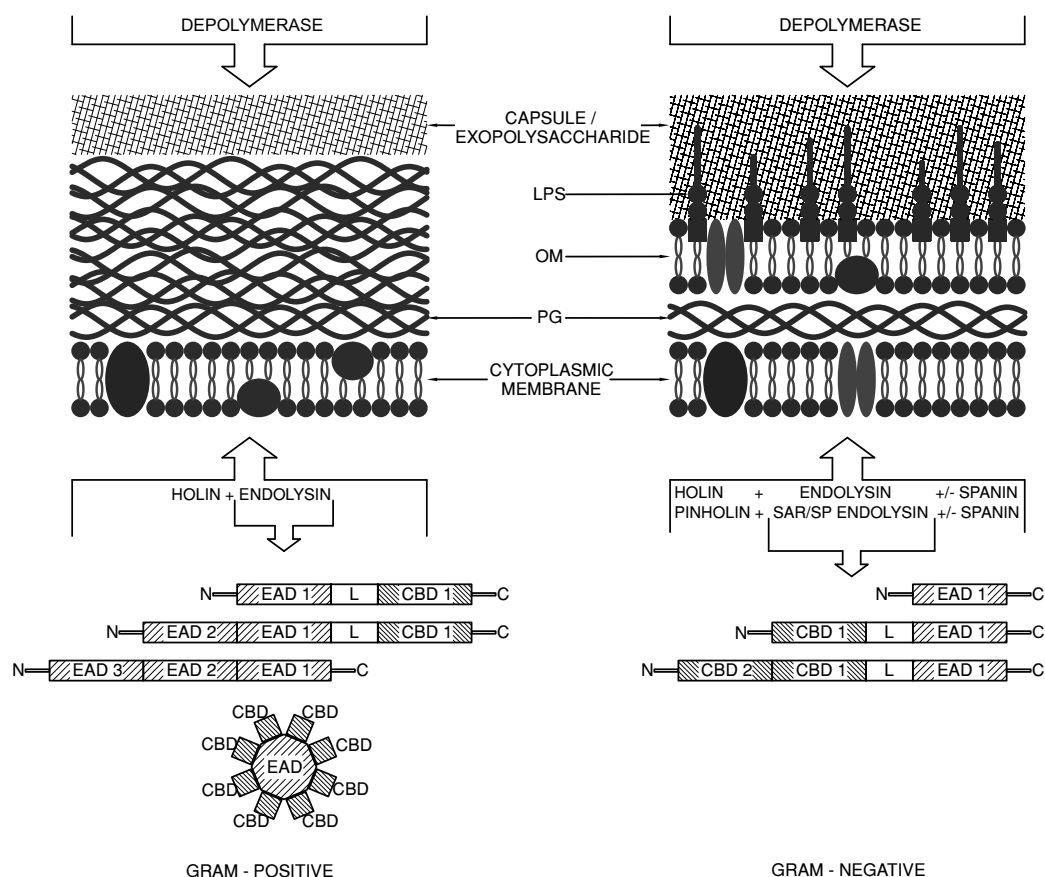 DEPOLYMERASE
DEPOLYMERASE
CAPSULE /
EXOPOLYSACCHARIDE
LPS
OM
PG
CYTOPLASMIC
MEMBRANE
HOLIN + ENDOLYSIN
HOLIN + ENDOLYSIN +/- SPANIN
PINHOLIN + SAR/SP ENDOLYSIN +/- SPANIN
N EAD 1 L CBD 1 C
N EAD 2 EAD 1 L CBD 1 C
N EAD 3 EAD 2 EAD 1 C
N EAD 1 C
N CBD 1 L EAD 1 C
N CBD 2 CBD 1 L EAD 1 C
CBD CBD
CBD CBD
EAD
CBD CBD
CBD CBD
GRAM - POSITIVE
GRAM - NEGATIVE